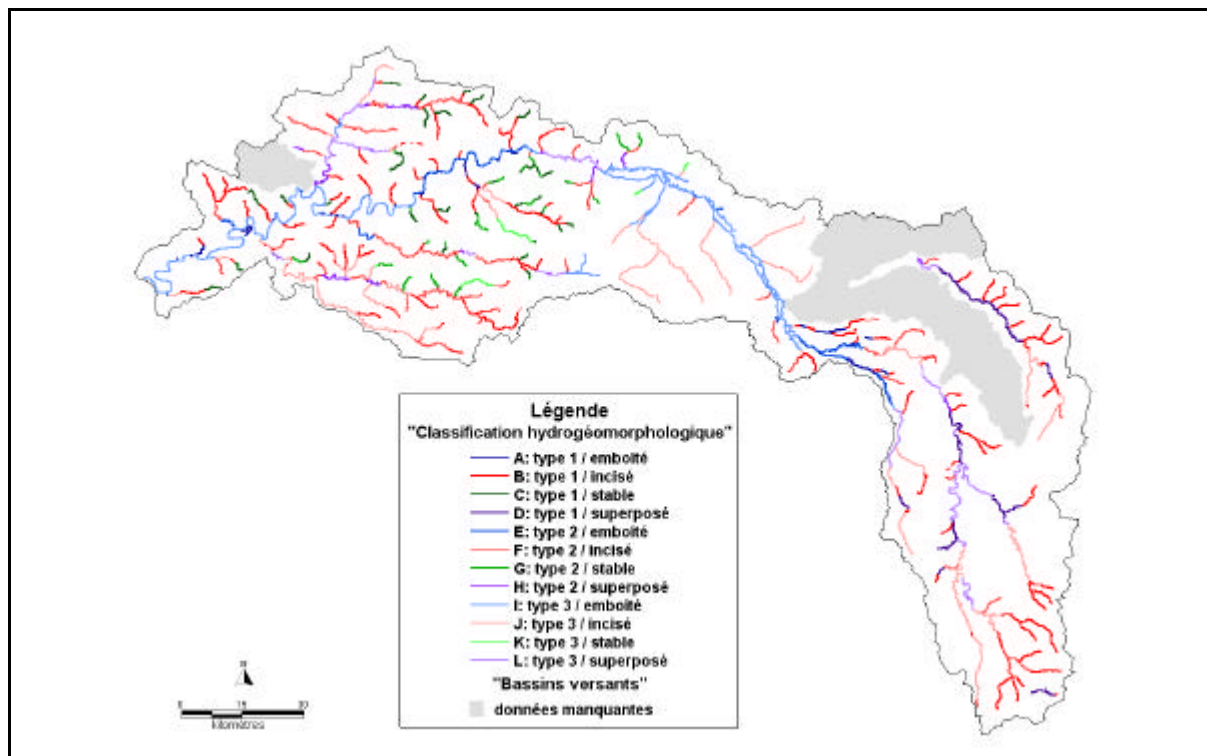 Légende
"Classification hydrogéomorphologique"
A: type 1 / emboîté
B: type 1 / incisé
C: type 1 / stable
D: type 1 / superposé
E: type 2 / emboîté
F: type 2 / incisé
G: type 2 / stable
H: type 2 / superposé
I: type 3 / emboîté
J: type 3 / incisé
K: type 3 / stable
L: type 3 / superposé
"Bassins versants"
données manquantes
N
0 15 30
kilomètres